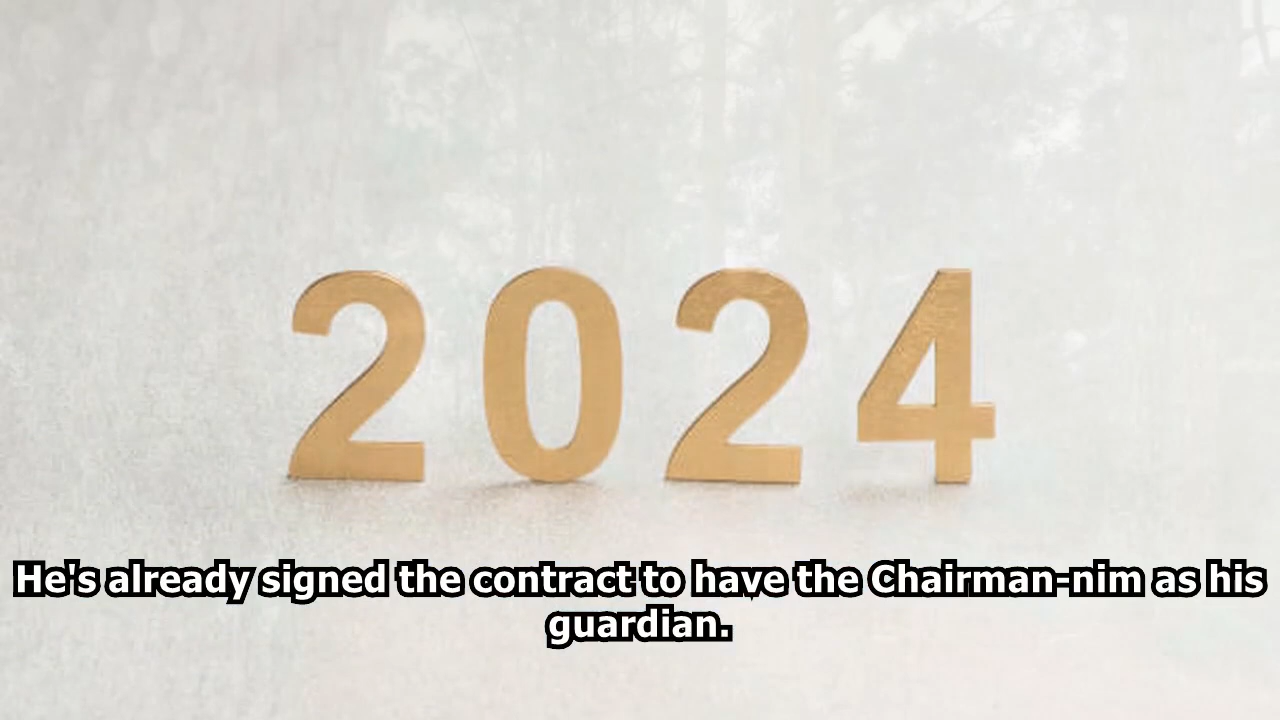 2024
He's already signed the contract to have the Chairman-nim as his
guardian.